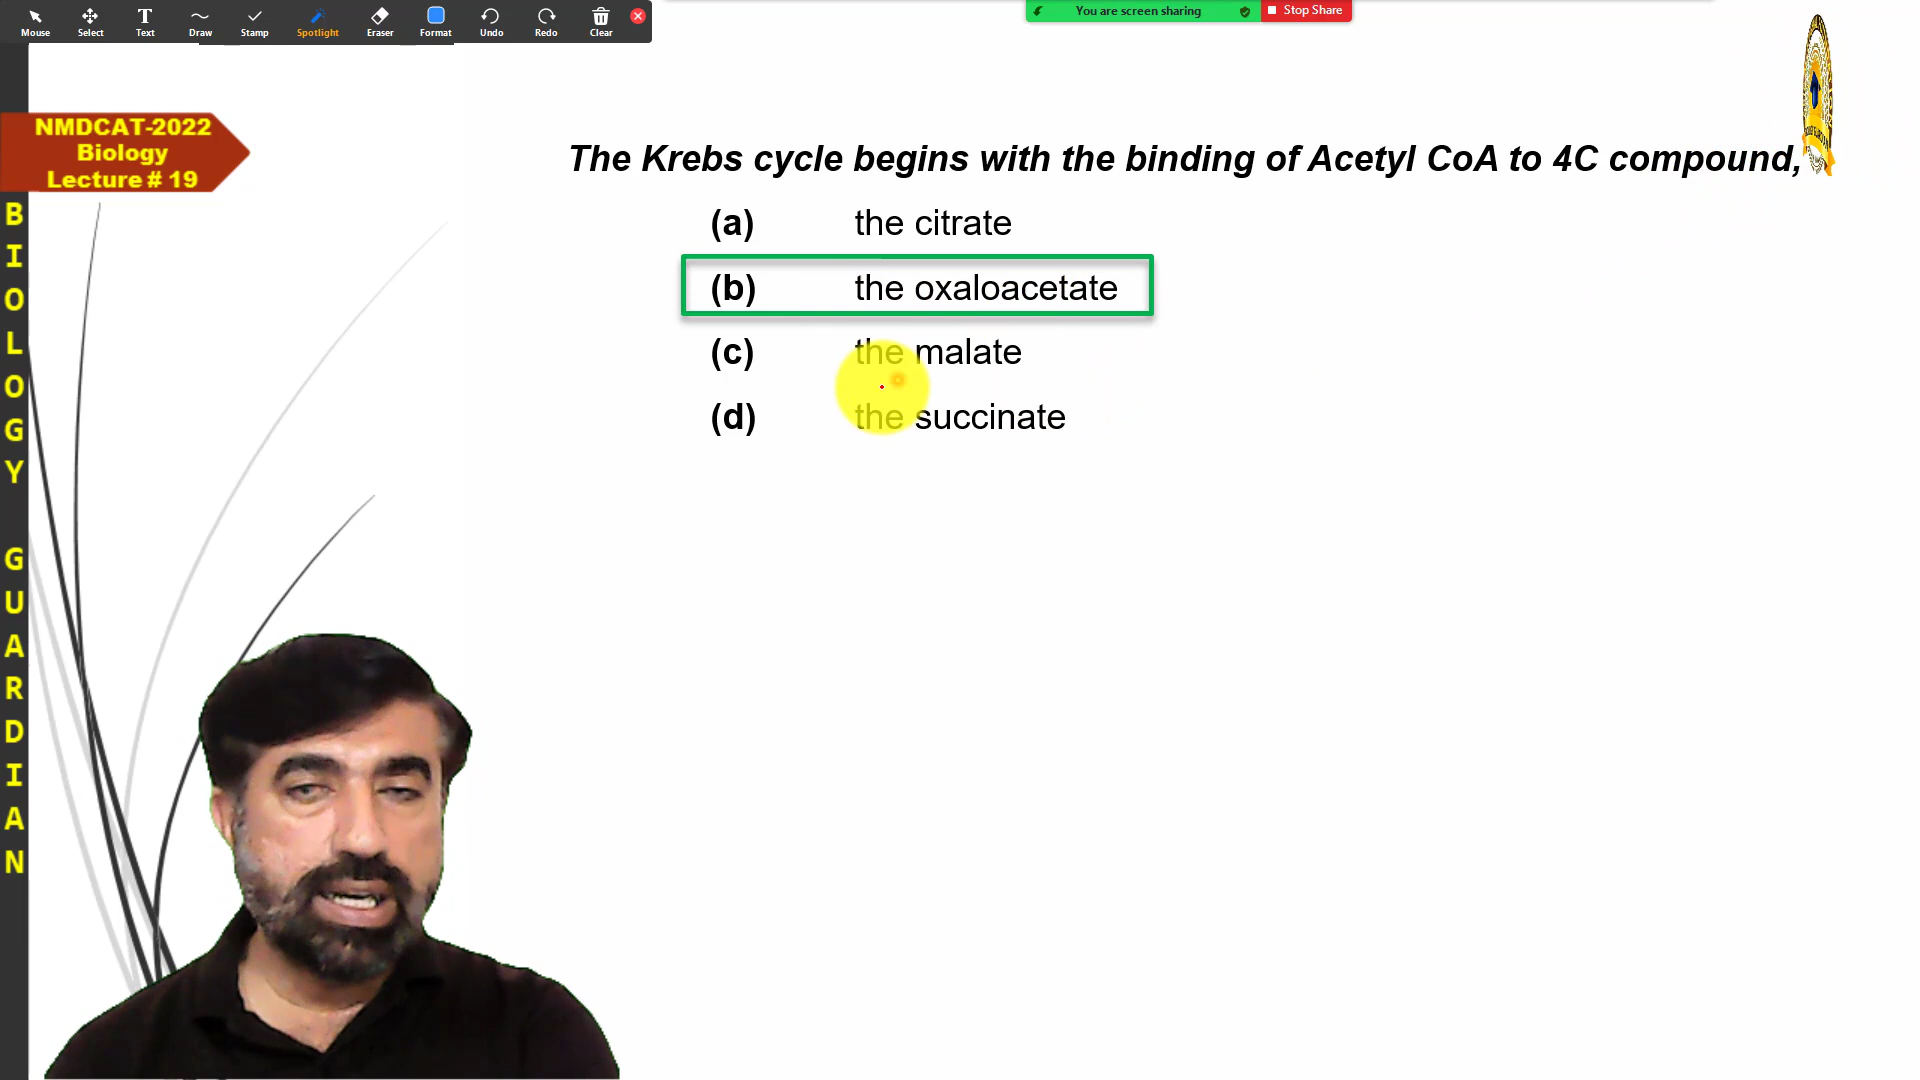 Mouse Select Text Draw Stamp Spotlight Eraser Format Undo Redo Clear
You are screen sharing Stop Share
NMDCAT-2022
Biology
Lecture # 19
BIOLOGY GUARDIAN
The Krebs cycle begins with the binding of Acetyl CoA to 4C compound,
(a) the citrate
(b) the oxaloacetate
(c) the malate
(d) the succinate